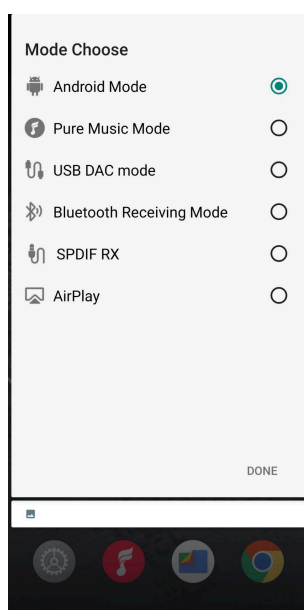 Mode Choose
Android Mode
Pure Music Mode
USB DAC mode
Bluetooth Receiving Mode
SPDIF RX
AirPlay
DONE